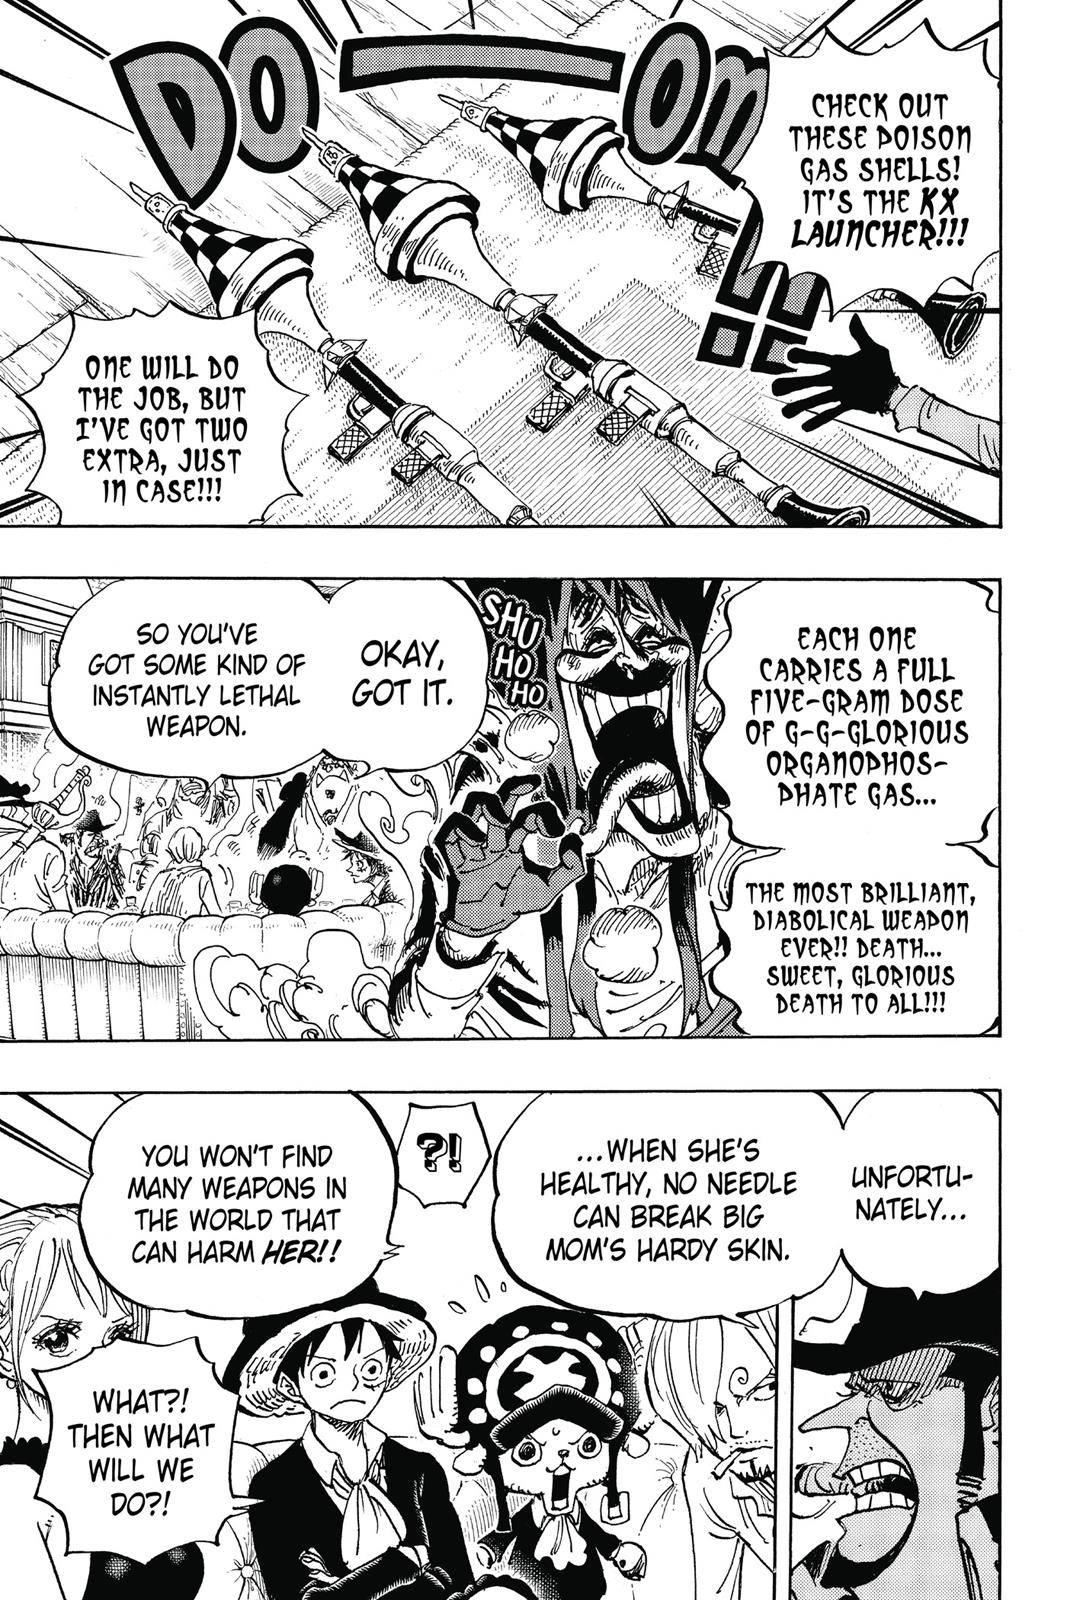 DO—OM
CHECK OUT
THESE POISON
GAS SHELLS!
IT'S THE KX
LAUNCHER!!!
ONE WILL DO
THE JOB, BUT
I'VE GOT TWO
EXTRA, JUST
IN CASE!!!
EACH ONE
CARRIES A FULL
FIVE-GRAM DOSE
OF G-G-GLORIOUS
ORGANOPHOS-
PHATE GAS...
THE MOST BRILLIANT,
DIABOLICAL WEAPON
EVER!! DEATH...
SWEET, GLORIOUS
DEATH TO ALL!!!
SHU
HO
HO
OKAY,
GOT IT.
SO YOU'VE
GOT SOME KIND OF
INSTANTLY LETHAL
WEAPON.
UNFORTU-
NATELY...
...WHEN SHE'S
HEALTHY, NO NEEDLE
CAN BREAK BIG
MOM'S HARDY SKIN.
?!
YOU WON'T FIND
MANY WEAPONS IN
THE WORLD THAT
CAN HARM HER!!
WHAT?!
THEN WHAT
WILL WE
DO?!